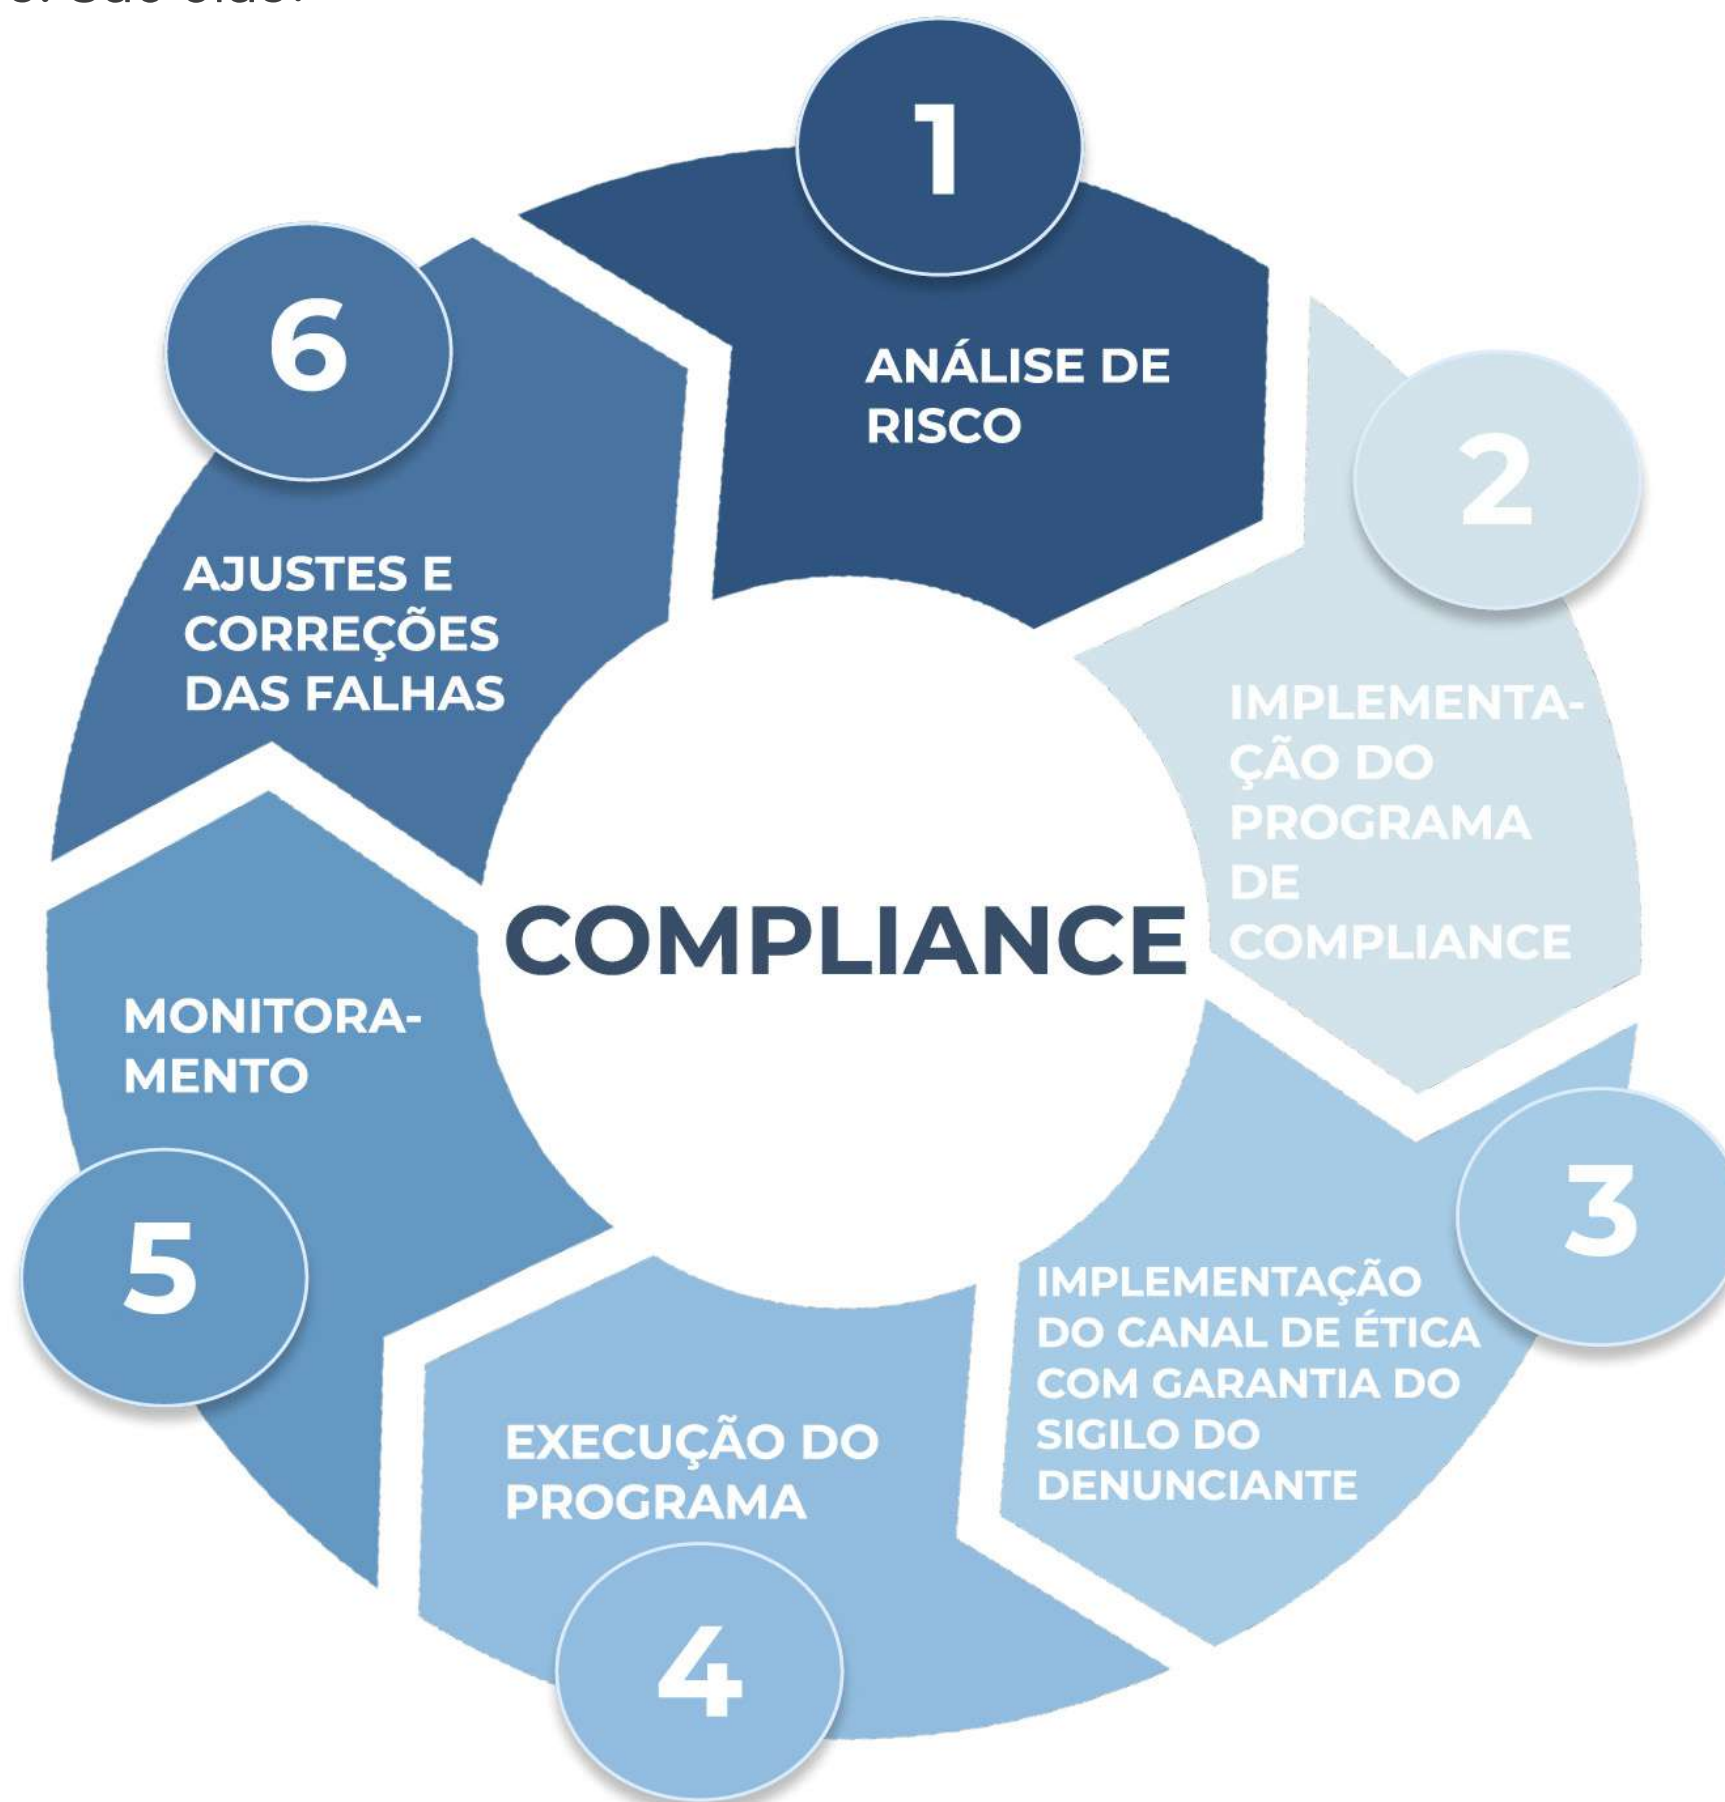 1
ANÁLISE DE
RISCO
2
IMPLEMENTA-
ÇÃO DO
PROGRAMA
DE
COMPLIANCE
3
IMPLEMENTAÇÃO
DO CANAL DE ÉTICA
COM GARANTIA DO
SIGILO DO
DENUNCIANTE
4
EXECUÇÃO DO
PROGRAMA
5
MONITORA-
MENTO
6
AJUSTES E
CORREÇÕES
DAS FALHAS
COMPLIANCE